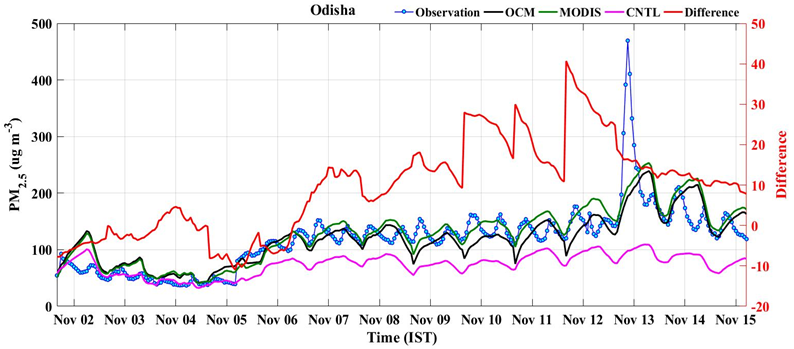 Odisha
Observation OCM MODIS CNTL Difference
PM2.5 (ug m-3)
500
400
300
200
100
0
50
40
30
20
10
0
-10
-20
Difference
Nov 02 Nov 03 Nov 04 Nov 05 Nov 06 Nov 07 Nov 08 Nov 09 Nov 10 Nov 11 Nov 12 Nov 13 Nov 14 Nov 15
Time (IST)